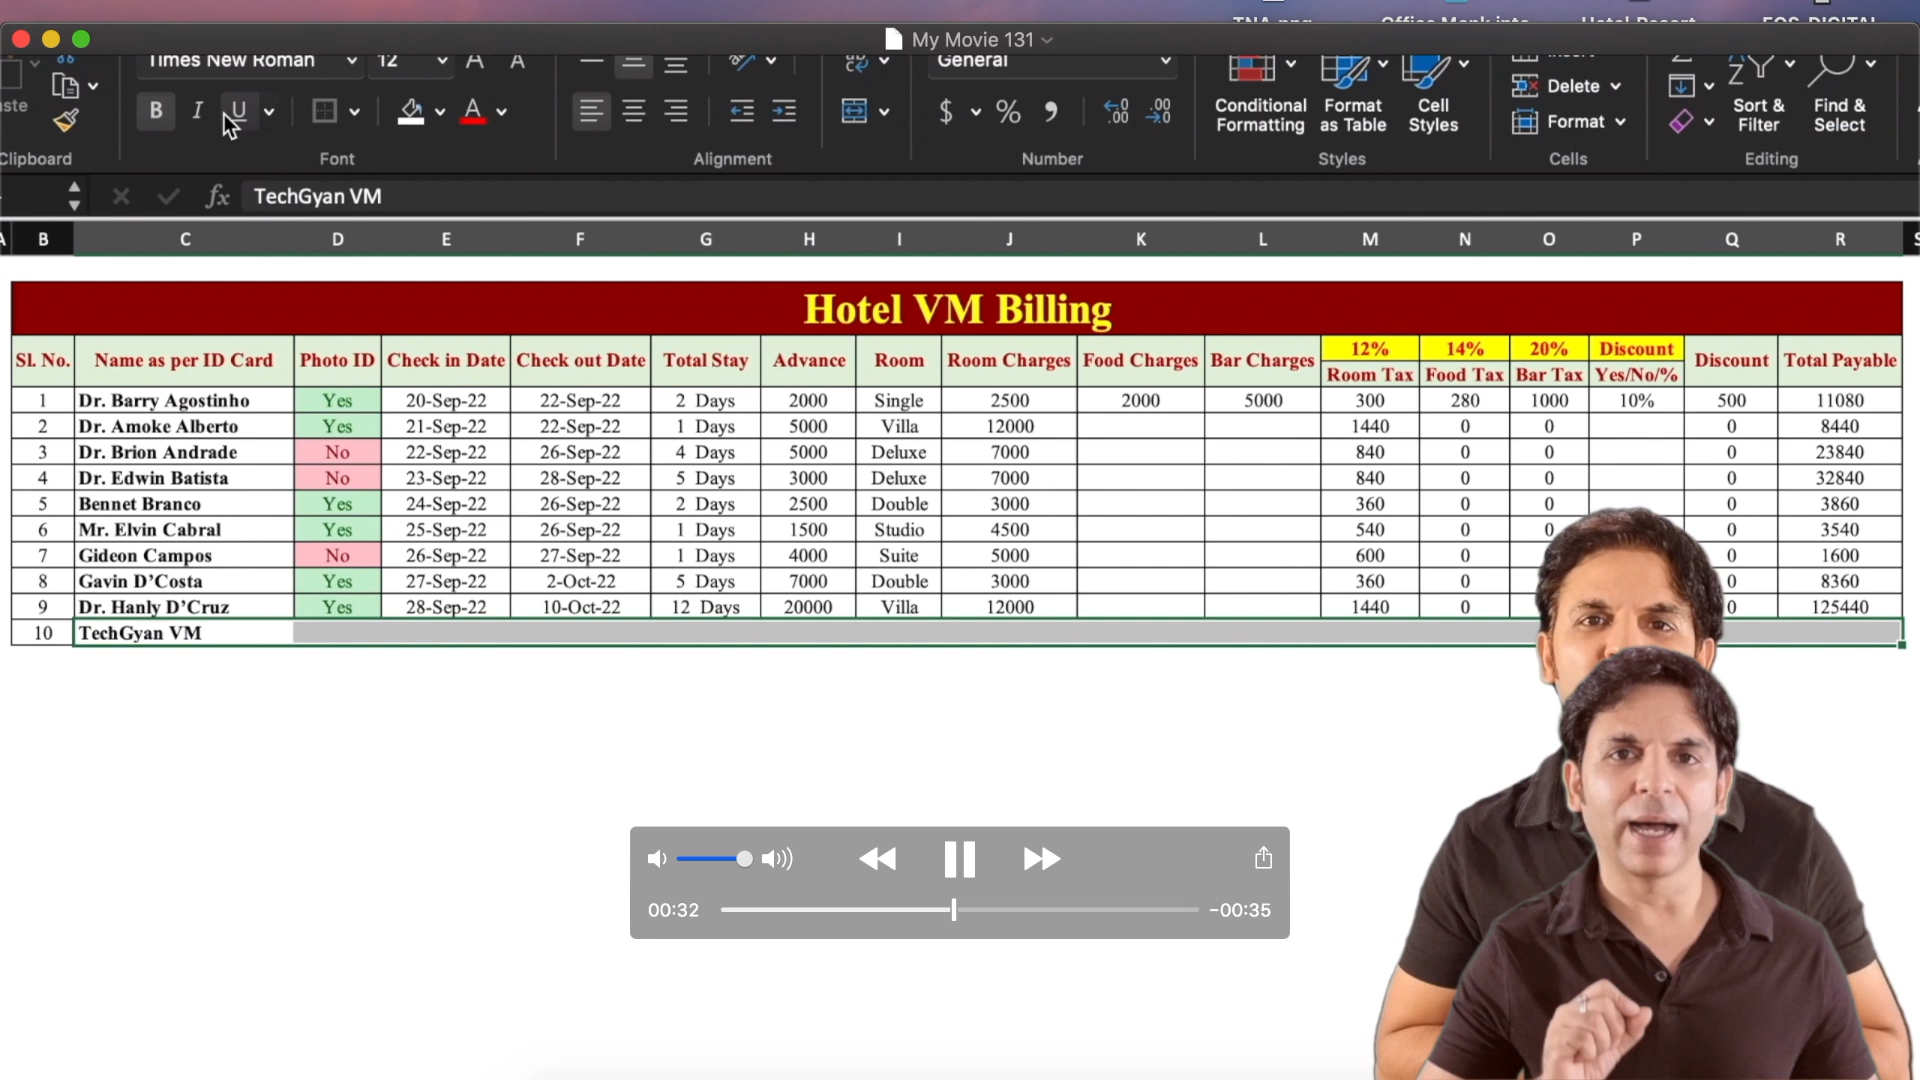 My Movie 131
Times New Roman 12 A A General Delete
B I U A $ % Conditional Formatting Format as Table Cell Styles Format Sort & Filter Find & Select
Clipboard Font Alignment Number Styles Cells Editing
fx TechGyan VM
A B C D E F G H I J K L M N O P Q R S
Hotel VM Billing
Sl. No. Name as per ID Card Photo ID Check in Date Check out Date Total Stay Advance Room Room Charges Food Charges Bar Charges 12% Room Tax 14% Food Tax 20% Bar Tax Discount Yes/No/% Discount Total Payable
1 Dr. Barry Agostinho Yes 20-Sep-22 22-Sep-22 2 Days 2000 Single 2500 2000 5000 300 280 1000 10% 500 11080
2 Dr. Amoke Alberto Yes 21-Sep-22 22-Sep-22 1 Days 5000 Villa 12000 1440 0 0 0 8440
3 Dr. Brion Andrade No 22-Sep-22 26-Sep-22 4 Days 5000 Deluxe 7000 840 0 0 0 23840
4 Dr. Edwin Batista No 23-Sep-22 28-Sep-22 5 Days 3000 Deluxe 7000 840 0 0 0 32840
5 Bennet Branco Yes 24-Sep-22 26-Sep-22 2 Days 2500 Double 3000 360 0 0 0 3860
6 Mr. Elvin Cabral Yes 25-Sep-22 26-Sep-22 1 Days 1500 Studio 4500 540 0 0 0 3540
7 Gideon Campos No 26-Sep-22 27-Sep-22 1 Days 4000 Suite 5000 600 0 0 0 1600
8 Gavin D’Costa Yes 27-Sep-22 2-Oct-22 5 Days 7000 Double 3000 360 0 0 8360
9 Dr. Hanly D’Cruz Yes 28-Sep-22 10-Oct-22 12 Days 20000 Villa 12000 1440 0 0 125440
10 TechGyan VM
00:32 −00:35